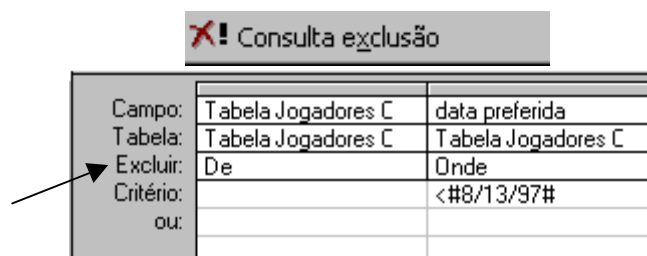 Consulta exclusão
Campo: Tabela Jogadores C data preferida
Tabela: Tabela Jogadores C Tabela Jogadores C
Excluir: De Onde
Critério: <#8/13/97#
ou: